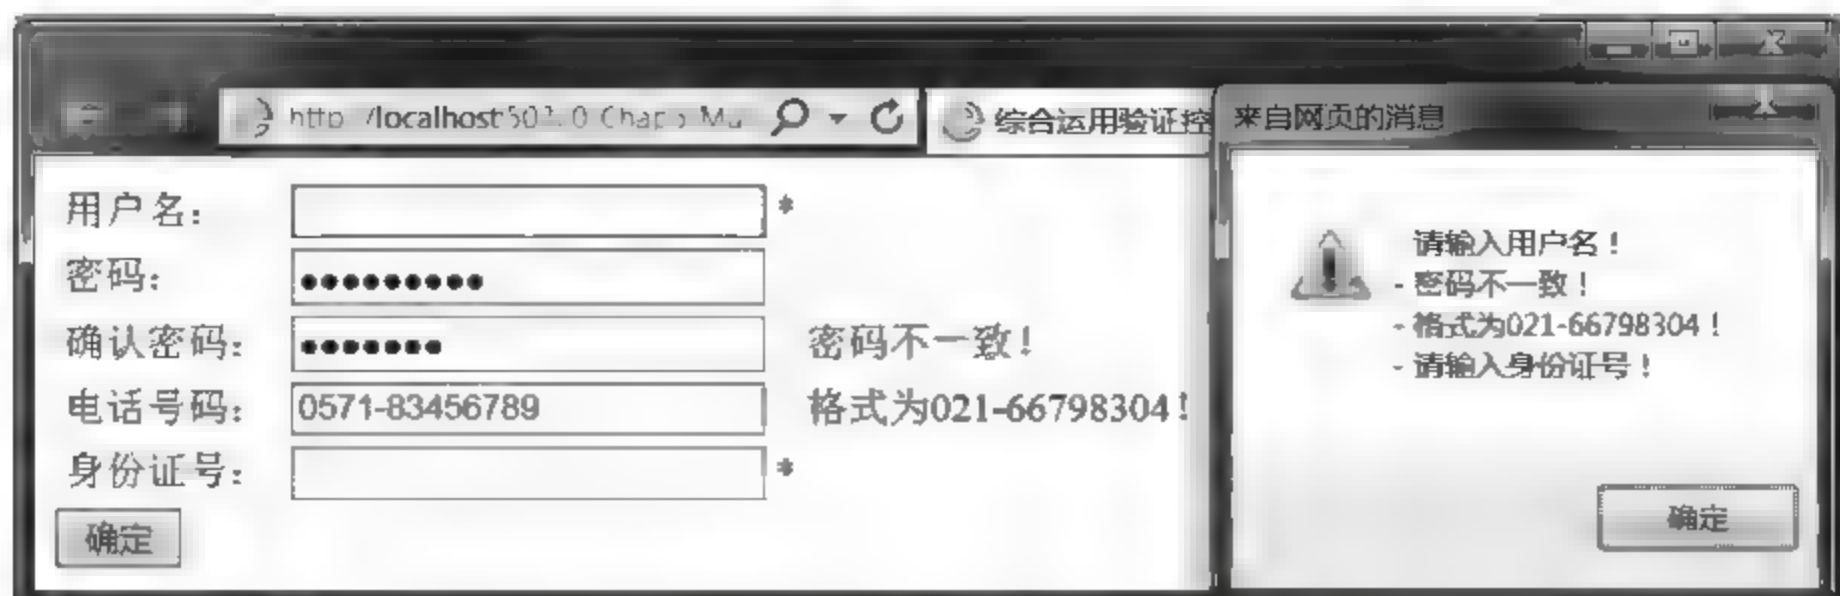 http /localhost
综合运用验证控
来自网页的消息
用户名: *
密码: ●●●●●●●●●
确认密码: ●●●●●●● 密码不一致!
电话号码: 0571-83456789 格式为021-66798304!
身份证号: *
确定
请输入用户名!
- 密码不一致!
- 格式为021-66798304!
- 请输入身份证号!
确定